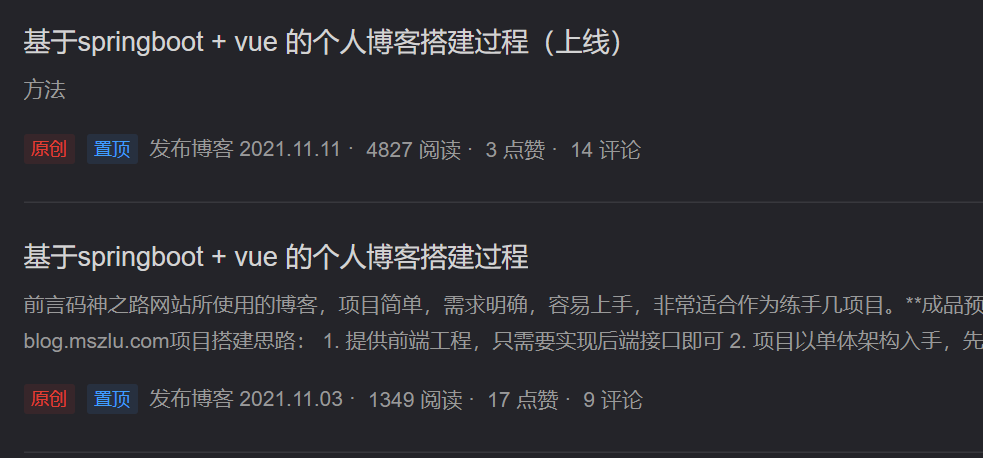 基于springboot + vue 的个人博客搭建过程（上线）
方法
原创 置顶 发布博客 2021.11.11 · 4827 阅读 · 3 点赞 · 14 评论
基于springboot + vue 的个人博客搭建过程
前言码神之路网站所使用的博客，项目简单，需求明确，容易上手，非常适合作为练手几项目。**成品预
blog.mszlu.com项目搭建思路： 1. 提供前端工程，只需要实现后端接口即可 2. 项目以单体架构入手，先
原创 置顶 发布博客 2021.11.03 · 1349 阅读 · 17 点赞 · 9 评论